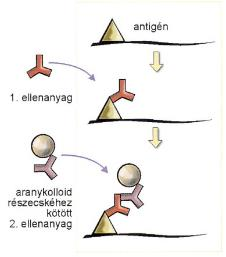 antigén
1. ellenanyag
aranykolloid
részecskéhez
kötött
2. ellenanyag